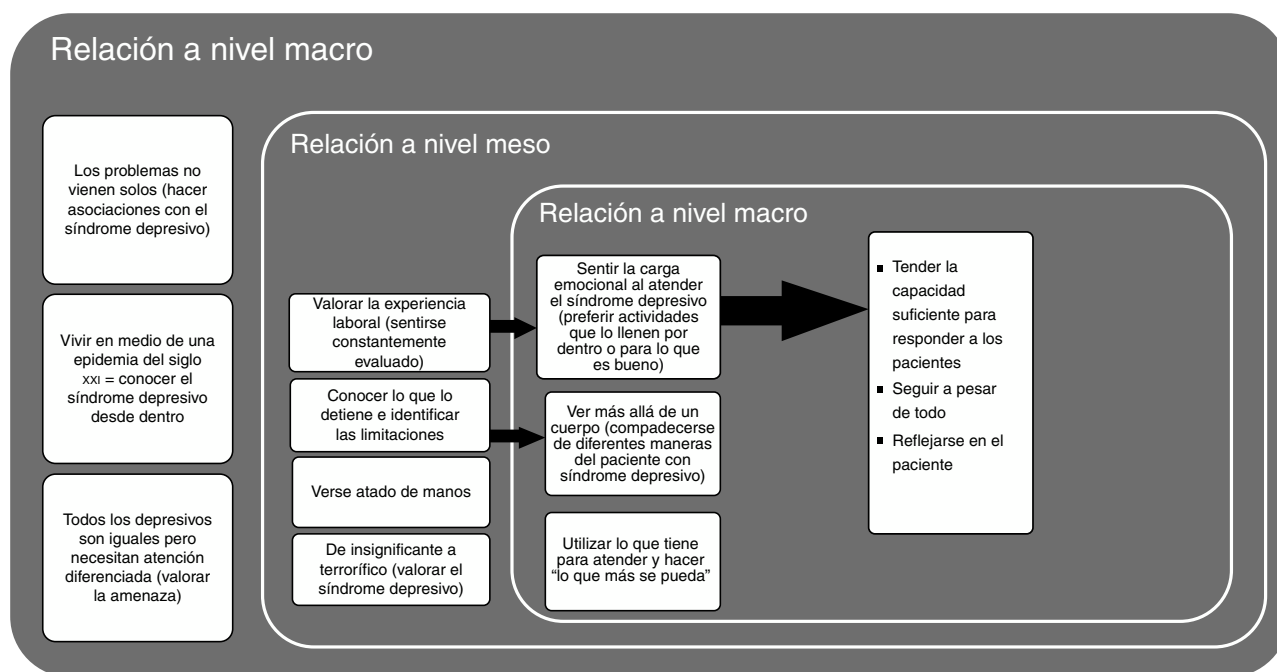 Relación a nivel macro
Los problemas no
vienen solos (hacer
asociaciones con el
síndrome depresivo)
Vivir en medio de una
epidemia del siglo
XXI = conocer el
síndrome depresivo
desde dentro
Todos los depresivos
son iguales pero
necesitan atención
diferenciada (valorar
la amenaza)
Relación a nivel meso
Valorar la experiencia
laboral (sentirse
constantemente
evaluado)
Conocer lo que lo
detiene e identificar
las limitaciones
Verse atado de manos
De insignificante a
terrorífico (valorar el
síndrome depresivo)
Relación a nivel macro
Sentir la carga
emocional al atender
el síndrome depresivo
(preferir actividades
que lo llenen por
dentro o para lo que
es bueno)
Ver más allá de un
cuerpo (compadecerse
de diferentes maneras
del paciente con
síndrome depresivo)
Utilizar lo que tiene
para atender y hacer
“lo que más se pueda”
▪ Tender la
capacidad
suficiente para
responder a los
pacientes
▪ Seguir a pesar
de todo
▪ Reflejarse en el
paciente